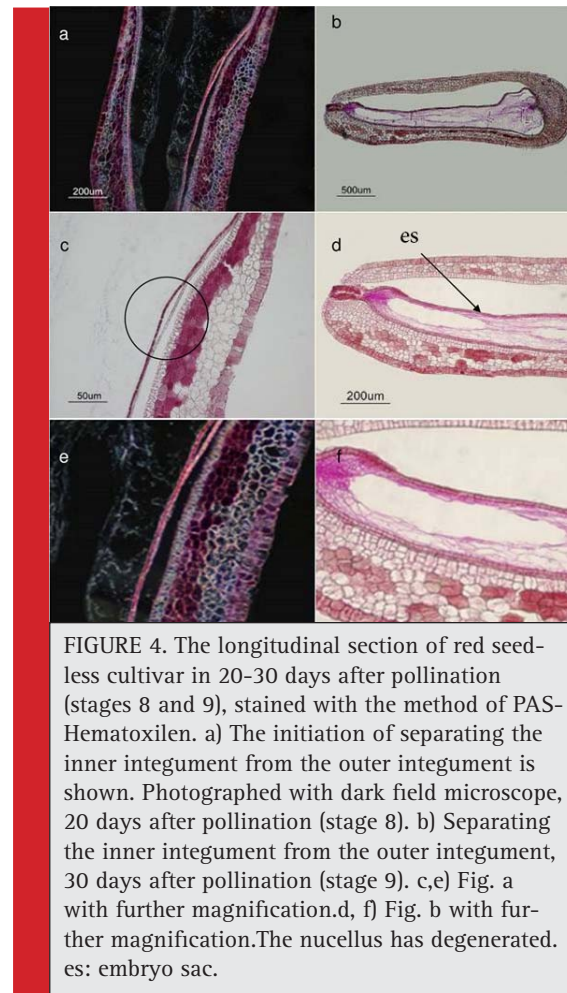 a
b
200um
500um
c
es
d
50um
200um
e
f
FIGURE 4. The longitudinal section of red seed-
less cultivar in 20-30 days after pollination
(stages 8 and 9), stained with the method of PAS-
Hematoxilen. a) The initiation of separating the
inner integument from the outer integument is
shown. Photographed with dark field microscope,
20 days after pollination (stage 8). b) Separating
the inner integument from the outer integument,
30 days after pollination (stage 9). c,e) Fig. a
with further magnification.d, f) Fig. b with fur-
ther magnification.The nucellus has degenerated.
es: embryo sac.